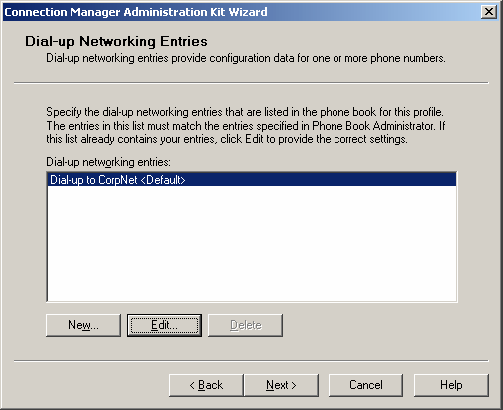 Connection Manager Administration Kit Wizard
Dial-up Networking Entries
Dial-up networking entries provide configuration data for one or more phone numbers.
Specify the dial-up networking entries that are listed in the phone book for this profile.
The entries in this list must match the entries specified in Phone Book Administrator. If
this list already contains your entries, click Edit to provide the correct settings.
Dial-up networking entries:
Dial-up to CorpNet <Default>
New... Edit... Delete
< Back Next > Cancel Help